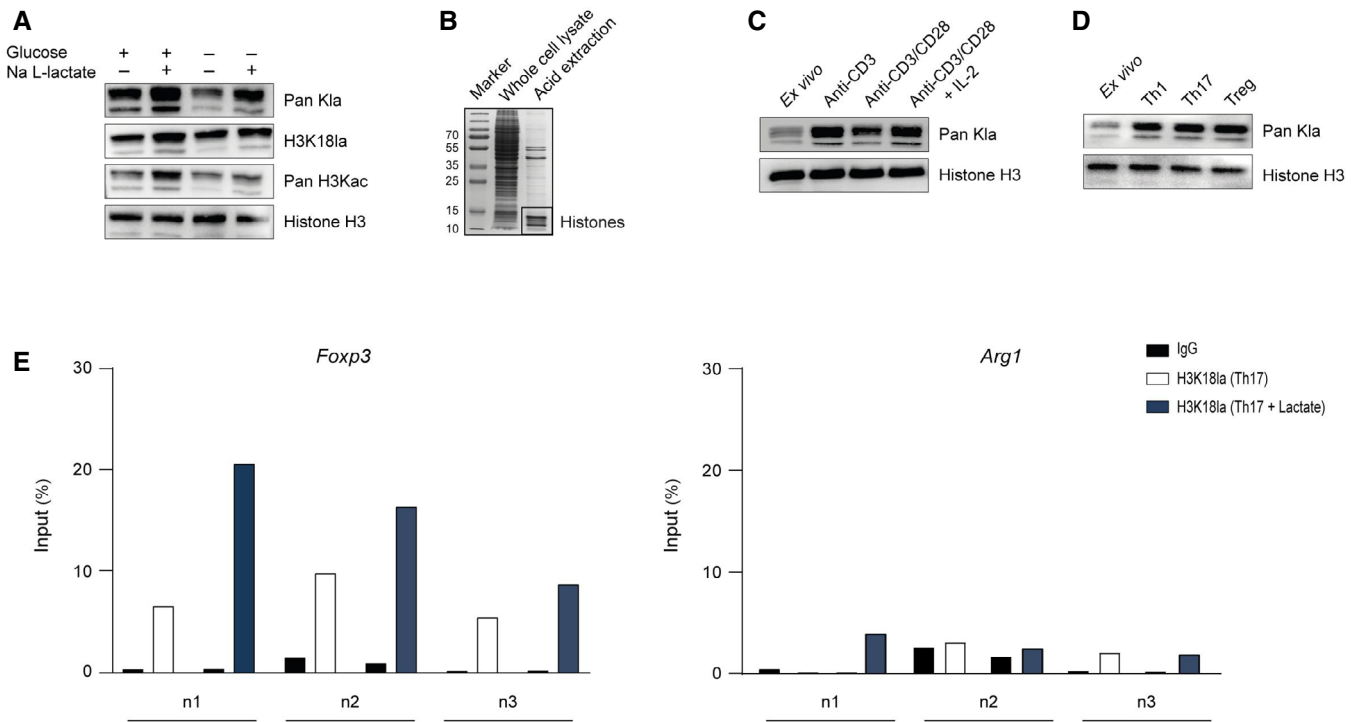 A
Glucose + + – –
Na L-lactate – + – +
Pan Kla
H3K18la
Pan H3Kac
Histone H3
B
Marker
Whole cell lysate
Acid extraction
70
55
35
25
15
10
Histones
C
Ex vivo
Anti-CD3
Anti-CD3/CD28
Anti-CD3/CD28
+ IL-2
Pan Kla
Histone H3
D
Ex vivo
Th1
Th17
Treg
Pan Kla
Histone H3
E
Foxp3
Input (%)
30
20
10
0
n1 n2 n3
Arg1
Input (%)
30
20
10
0
n1 n2 n3
IgG
H3K18la (Th17)
H3K18la (Th17 + Lactate)